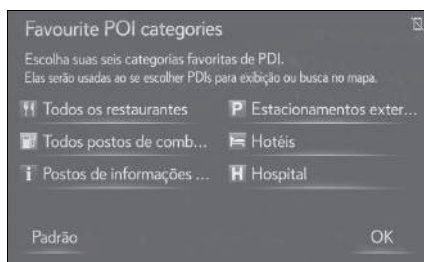 Favourite POI categories
Escolha suas seis categorias favoritas de PDI.
Elas serão usadas ao se escolher PDIs para exibição ou busca no mapa.
Todos os restaurantes
P Estacionamentos exter...
Todos postos de comb...
Hotéis
i Postos de informações ...
H Hospital
Padrão
OK